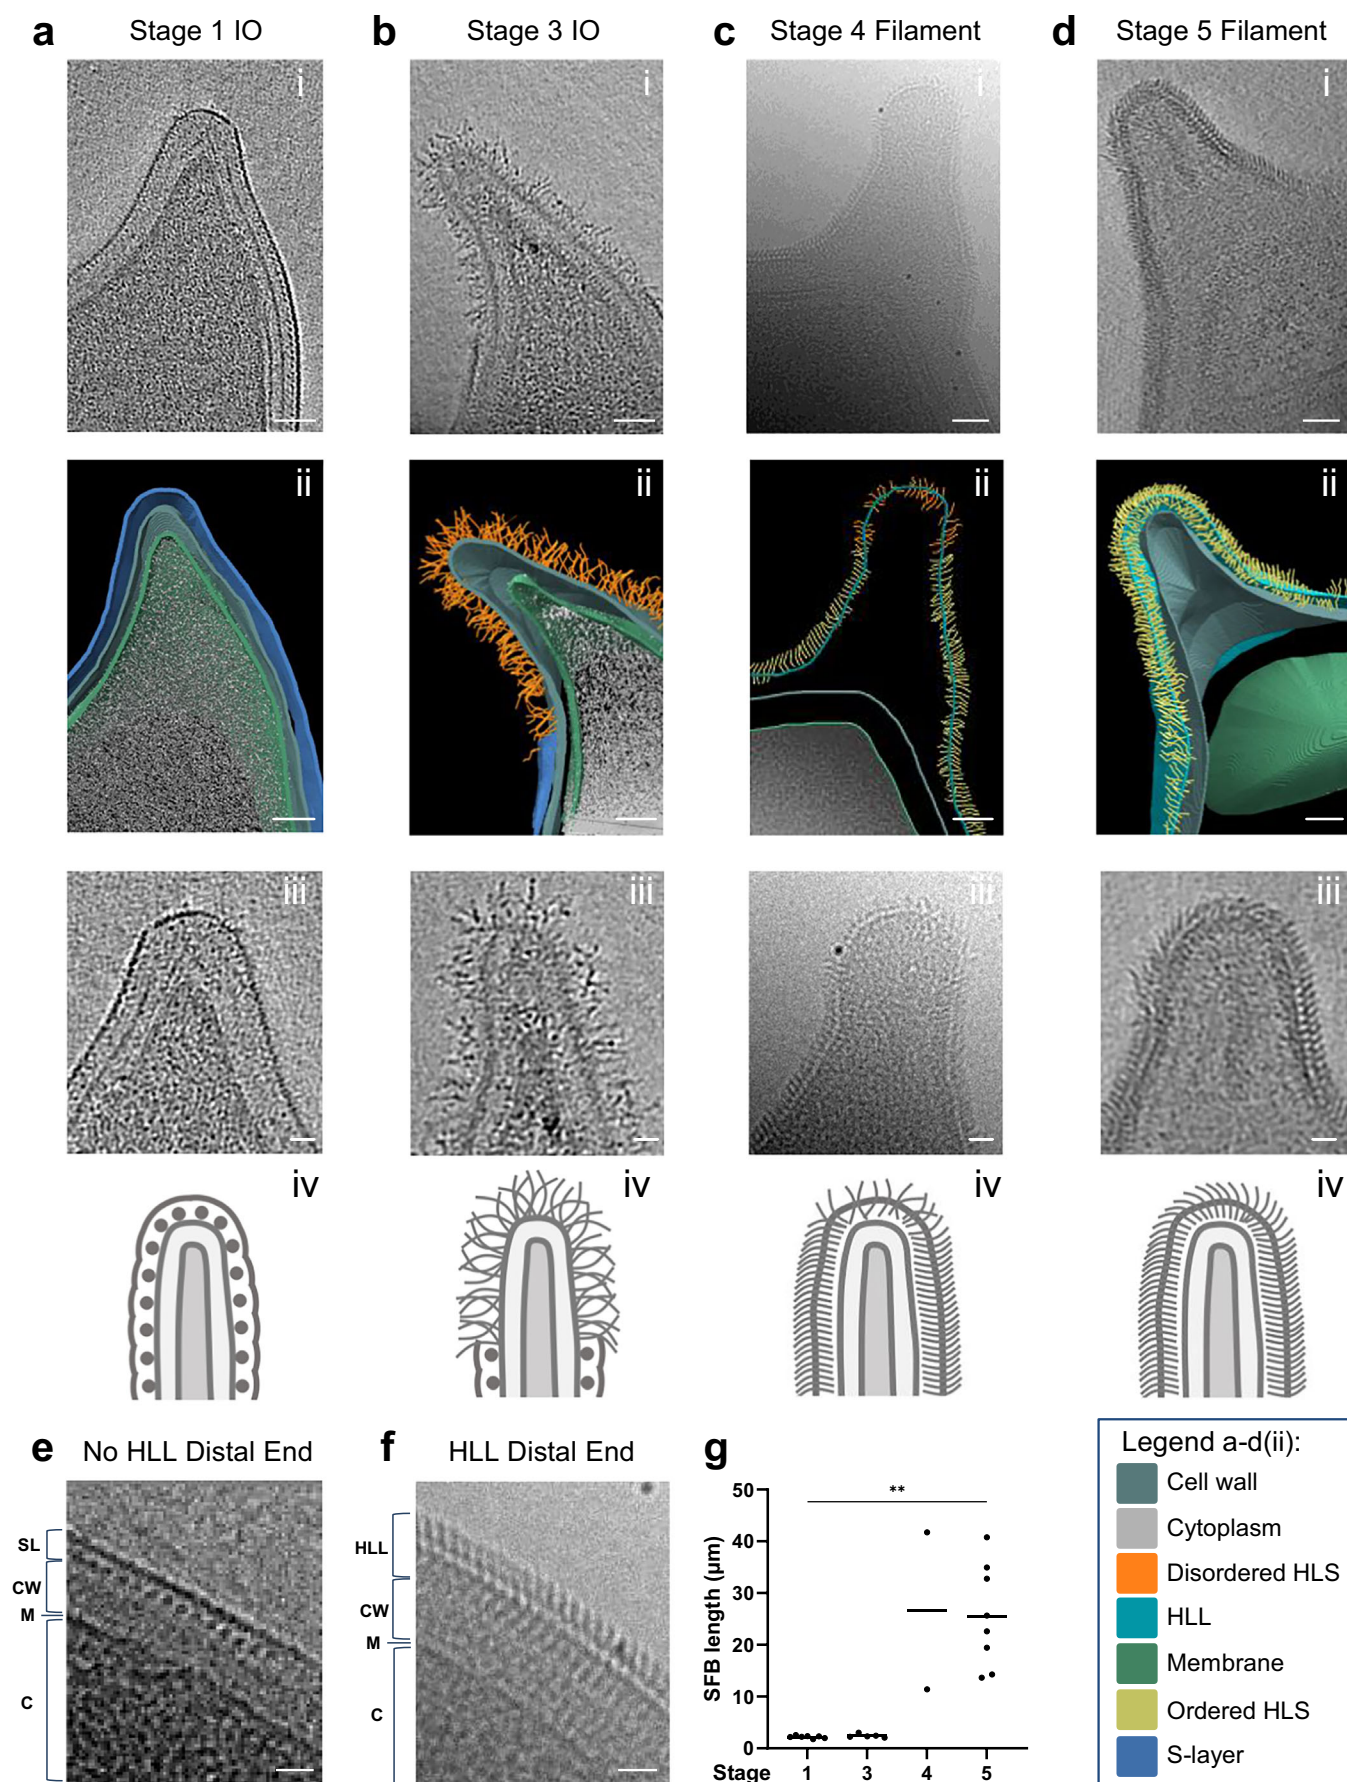 a Stage 1 IO
b Stage 3 IO
c Stage 4 Filament
d Stage 5 Filament
i
i
i
i
ii
ii
ii
ii
iii
iii
iii
iii
iv
iv
iv
iv
e No HLL Distal End
SL
CW
M
C
f HLL Distal End
HLL
CW
M
C
g
**
SFB length (µm)
50
40
30
20
10
0
Stage 1 3 4 5
Legend a-d(ii):
Cell wall
Cytoplasm
Disordered HLS
HLL
Membrane
Ordered HLS
S-layer